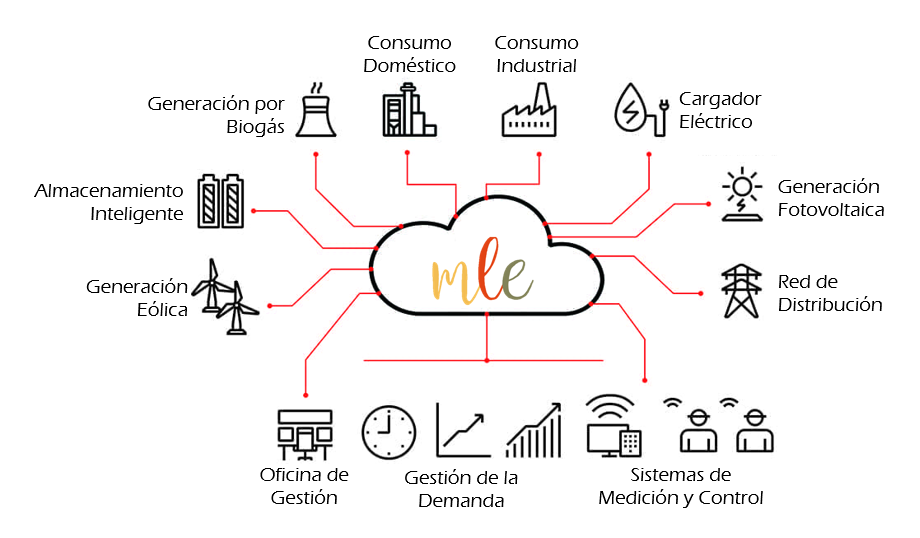 Consumo
Doméstico
Consumo
Industrial
Generación por
Biogás
Cargador
Eléctrico
Almacenamiento
Inteligente
Generación
Fotovoltaica
mle
Generación
Eólica
Red de
Distribución
Oficina de
Gestión
Gestión de la
Demanda
Sistemas de
Medición y Control